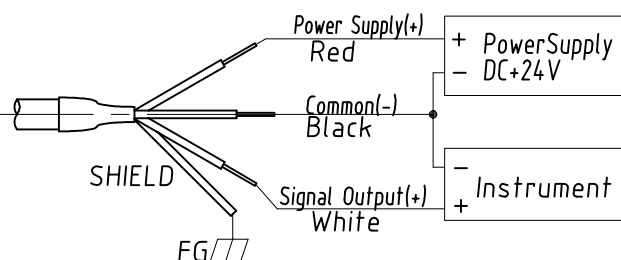 Power Supply(+)
Red
+ PowerSupply
- DC+24V
Common(-)
Black
SHIELD
Signal Output(+)
White
-
Instrument
+
FG